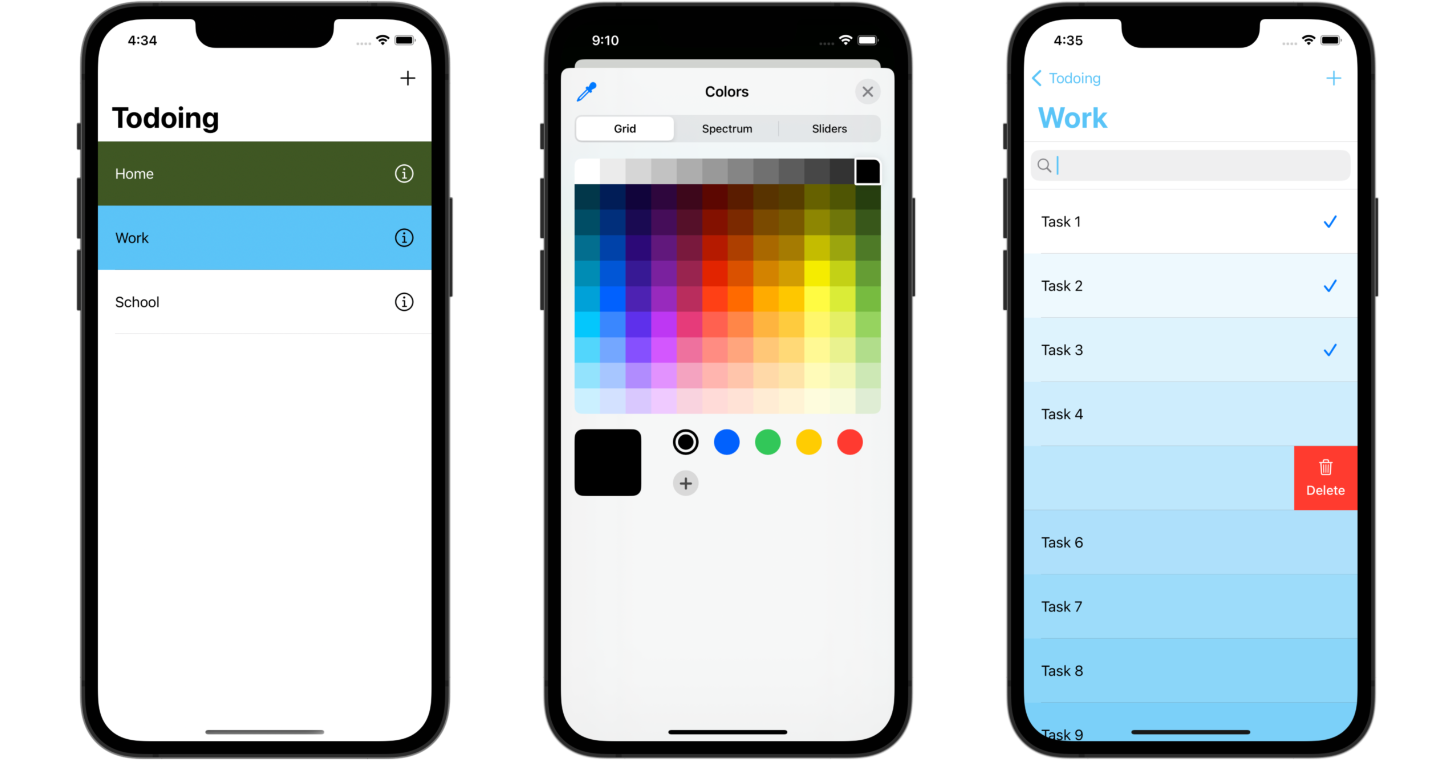 4:34
Todoing
Home
Work
School
9:10
Colors
Grid Spectrum Sliders
4:35
Todoing
Work
Task 1
Task 2
Task 3
Task 4
Delete
Task 6
Task 7
Task 8
Task 9